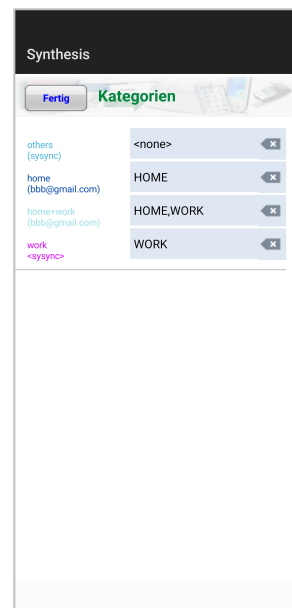 Synthesis
Fertig
Kategorien
others
(sysync)
<none>
home
(bbb@gmail.com)
HOME
home+work
(bbb@gmail.com)
HOME,WORK
work
<sysync>
WORK